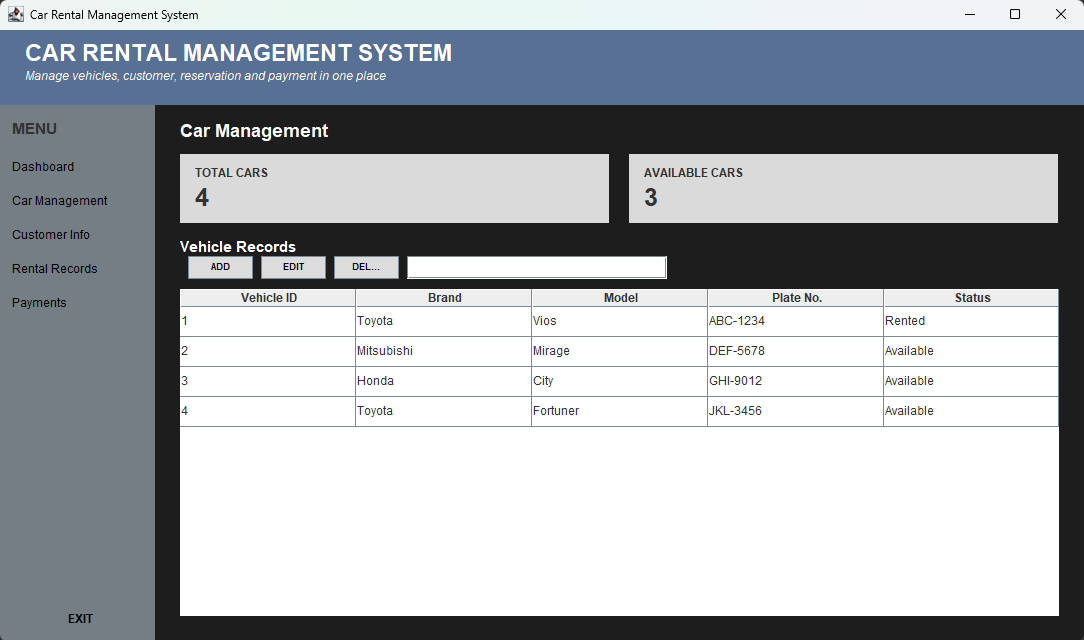 Car Rental Management System
CAR RENTAL MANAGEMENT SYSTEM
Manage vehicles, customer, reservation and payment in one place
MENU
Dashboard
Car Management
Customer Info
Rental Records
Payments
EXIT
Car Management
TOTAL CARS
4
AVAILABLE CARS
3
Vehicle Records
ADD EDIT DEL...
Vehicle ID Brand Model Plate No. Status
1 Toyota Vios ABC-1234 Rented
2 Mitsubishi Mirage DEF-5678 Available
3 Honda City GHI-9012 Available
4 Toyota Fortuner JKL-3456 Available